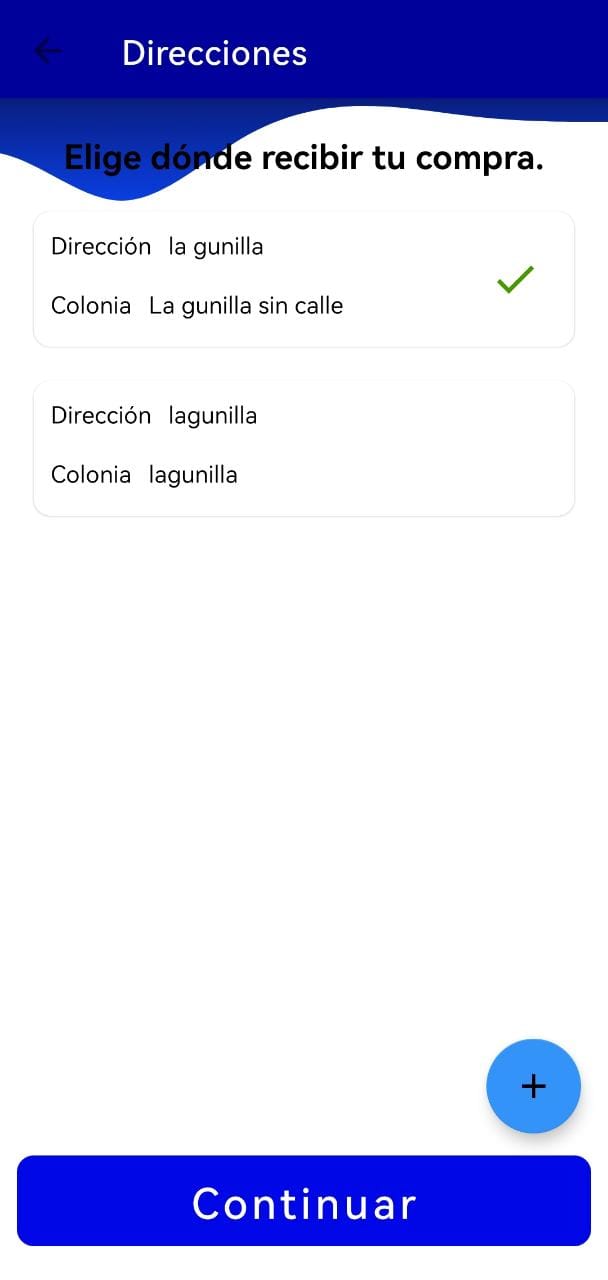 Direcciones
Elige dónde recibir tu compra.
Dirección la gunilla
Colonia La gunilla sin calle
Dirección lagunilla
Colonia lagunilla
+
Continuar